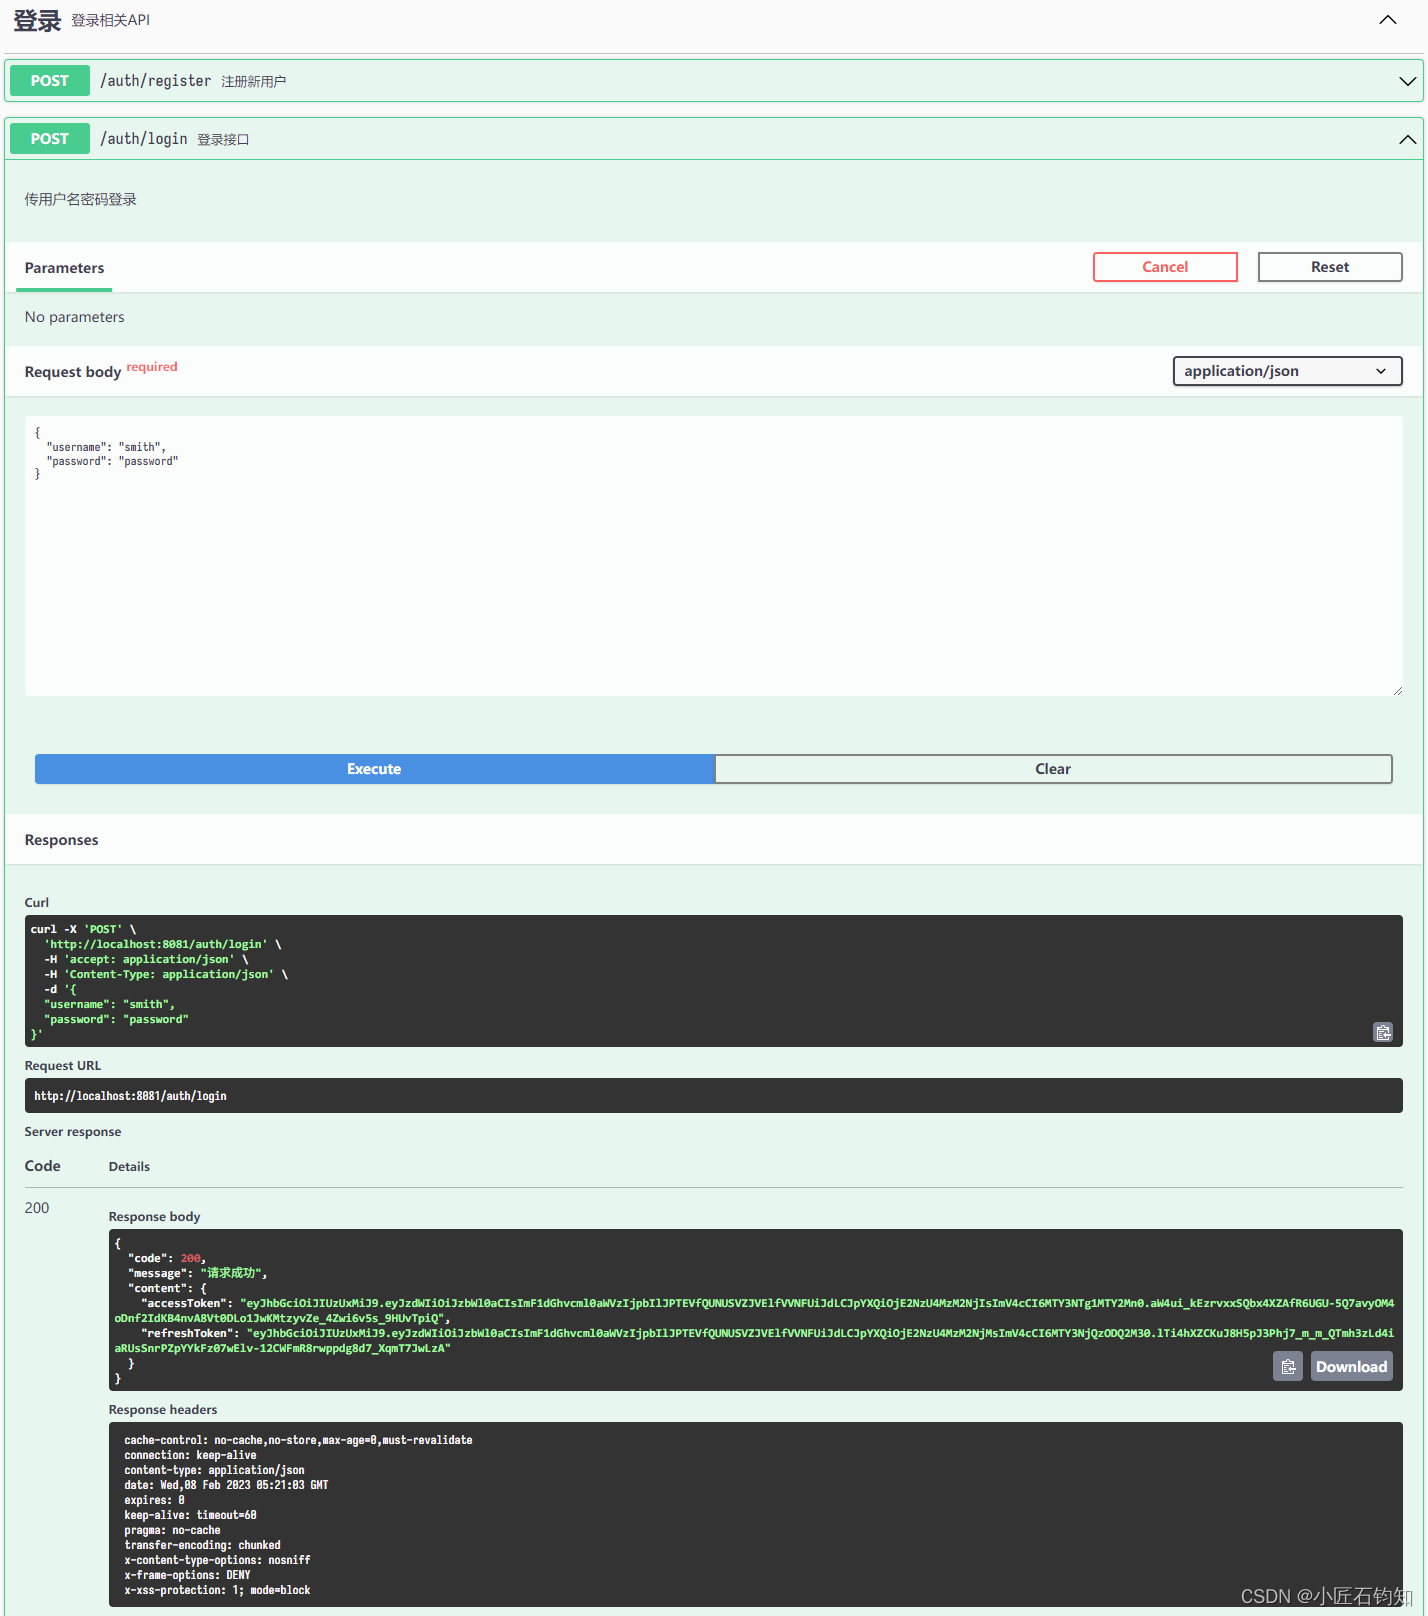 登录 登录相关API
POST /auth/register 注册新用户
POST /auth/login 登录接口
传用户名密码登录
Parameters
Cancel
Reset
No parameters
Request body required
application/json
{
"username": "smith",
"password": "password"
}
Execute
Clear
Responses
Curl
curl -X 'POST' \
'http://localhost:8081/auth/login' \
-H 'accept: application/json' \
-H 'Content-Type: application/json' \
-d '{
"username": "smith",
"password": "password"
}'
Request URL
http://localhost:8081/auth/login
Server response
Code Details
200
Response body
{
"code": 200,
"message": "请求成功",
"content": {
"accessToken": "eyJhbGciOiJIUzUxMiJ9.eyJzdWIiOiJzbWl0aCIsImF1dGhvcml0aWVzIjpbIlJPTEVfQUNUSVZJVElfVVNFUiJdLCJpYXQiOjE2NzU4MzM2NjIsImV4cCI6MTY3NTg1MTY2Mn0.aW4ui_kEzrvxxSQbx4XZAfR6UGU-5Q7avyOM4
oDnf2IdKB4nvA8Vt0DLo1JwKMtzyvZe_4Zwi6v5s_9HUvTpiQ",
"refreshToken": "eyJhbGciOiJIUzUxMiJ9.eyJzdWIiOiJzbWl0aCIsImF1dGhvcml0aWVzIjpbIlJPTEVfQUNUSVZJVElfVVNFUiJdLCJpYXQiOjE2NzU4MzM2NjMsImV4cCI6MTY3NjQzODQ2M30.lTi4hXZCKuJ8H5pJ3Phj7_m_m_QTmh3zLd4i
aRUsSnrPZpYYkFz07wElv-12CWFmR8rwppdg8d7_XqmT7JwLzA"
}
}
Download
Response headers
cache-control: no-cache,no-store,max-age=0,must-revalidate
connection: keep-alive
content-type: application/json
date: Wed,08 Feb 2023 05:21:03 GMT
expires: 0
keep-alive: timeout=60
pragma: no-cache
transfer-encoding: chunked
x-content-type-options: nosniff
x-frame-options: DENY
x-xss-protection: 1; mode=block
CSDN @小匠石钧知